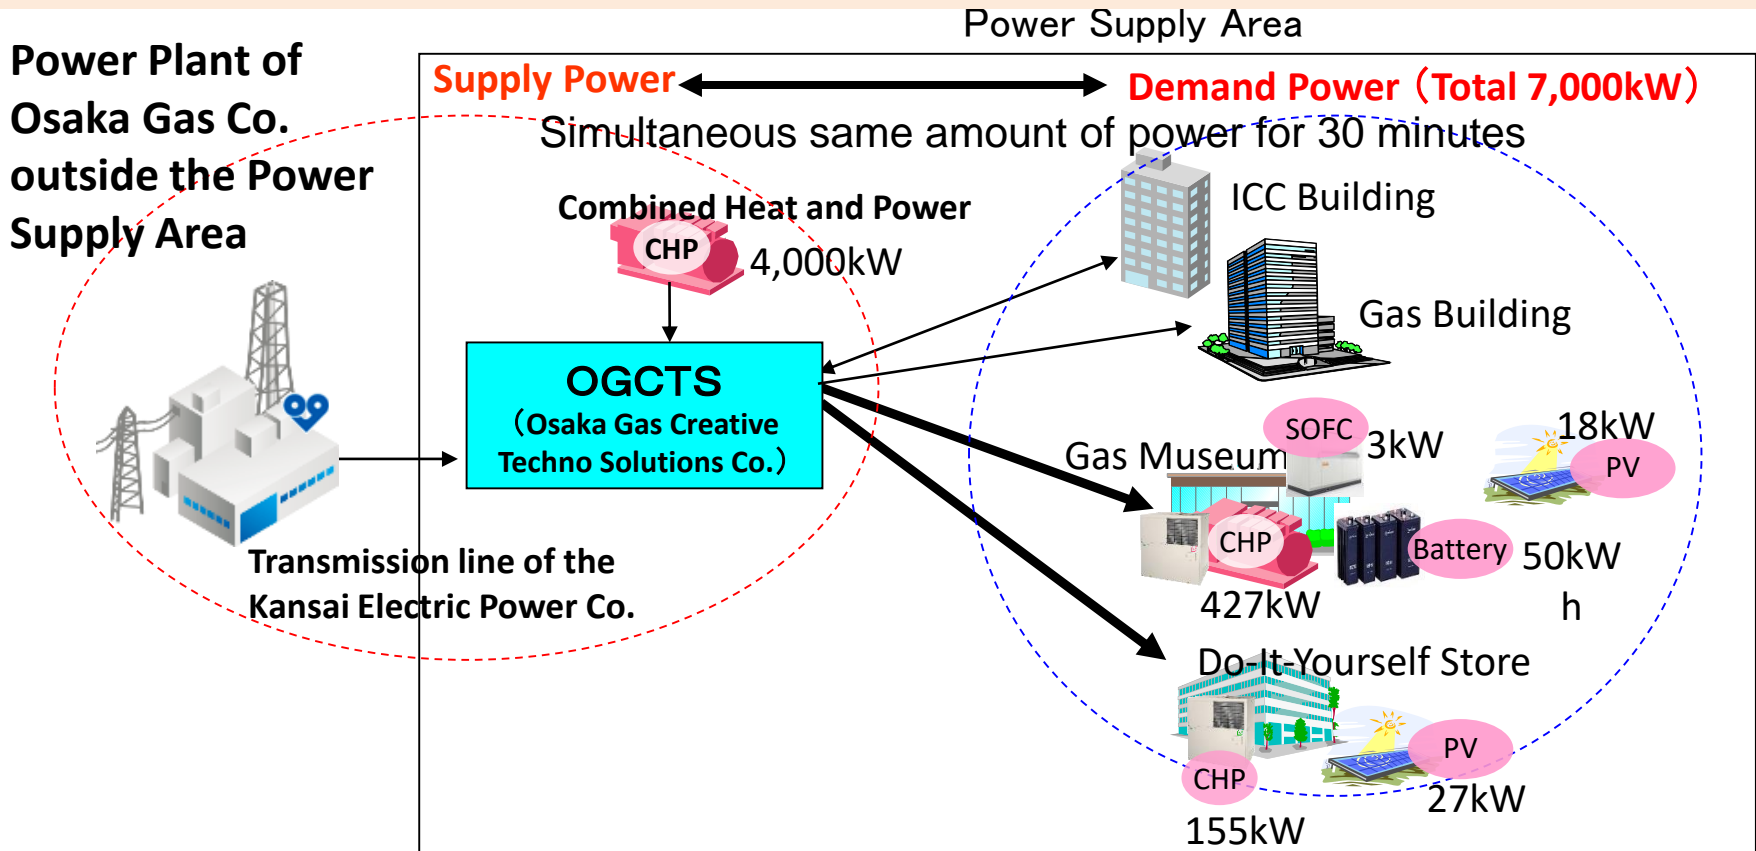 Power Supply Area
Power Plant of
Osaka Gas Co.
outside the Power
Supply Area
Supply Power
Demand Power（Total 7,000kW）
Simultaneous same amount of power for 30 minutes
Combined Heat and Power
CHP
4,000kW
ICC Building
Gas Building
OGCTS
（Osaka Gas Creative
Techno Solutions Co.）
Transmission line of the
Kansai Electric Power Co.
Gas Museum
SOFC
3kW
18kW
PV
CHP
427kW
Battery
50kW
h
Do-It-Yourself Store
CHP
155kW
PV
27kW